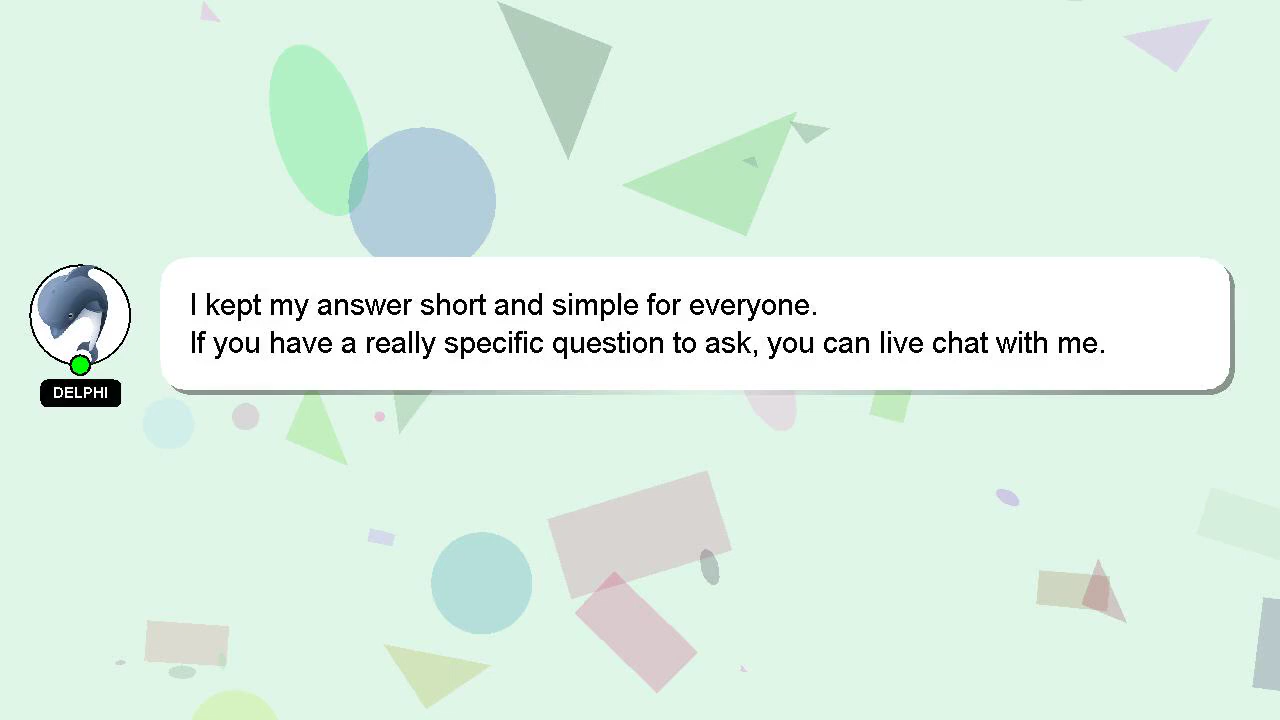 I kept my answer short and simple for everyone.
If you have a really specific question to ask, you can live chat with me.
DELPHI